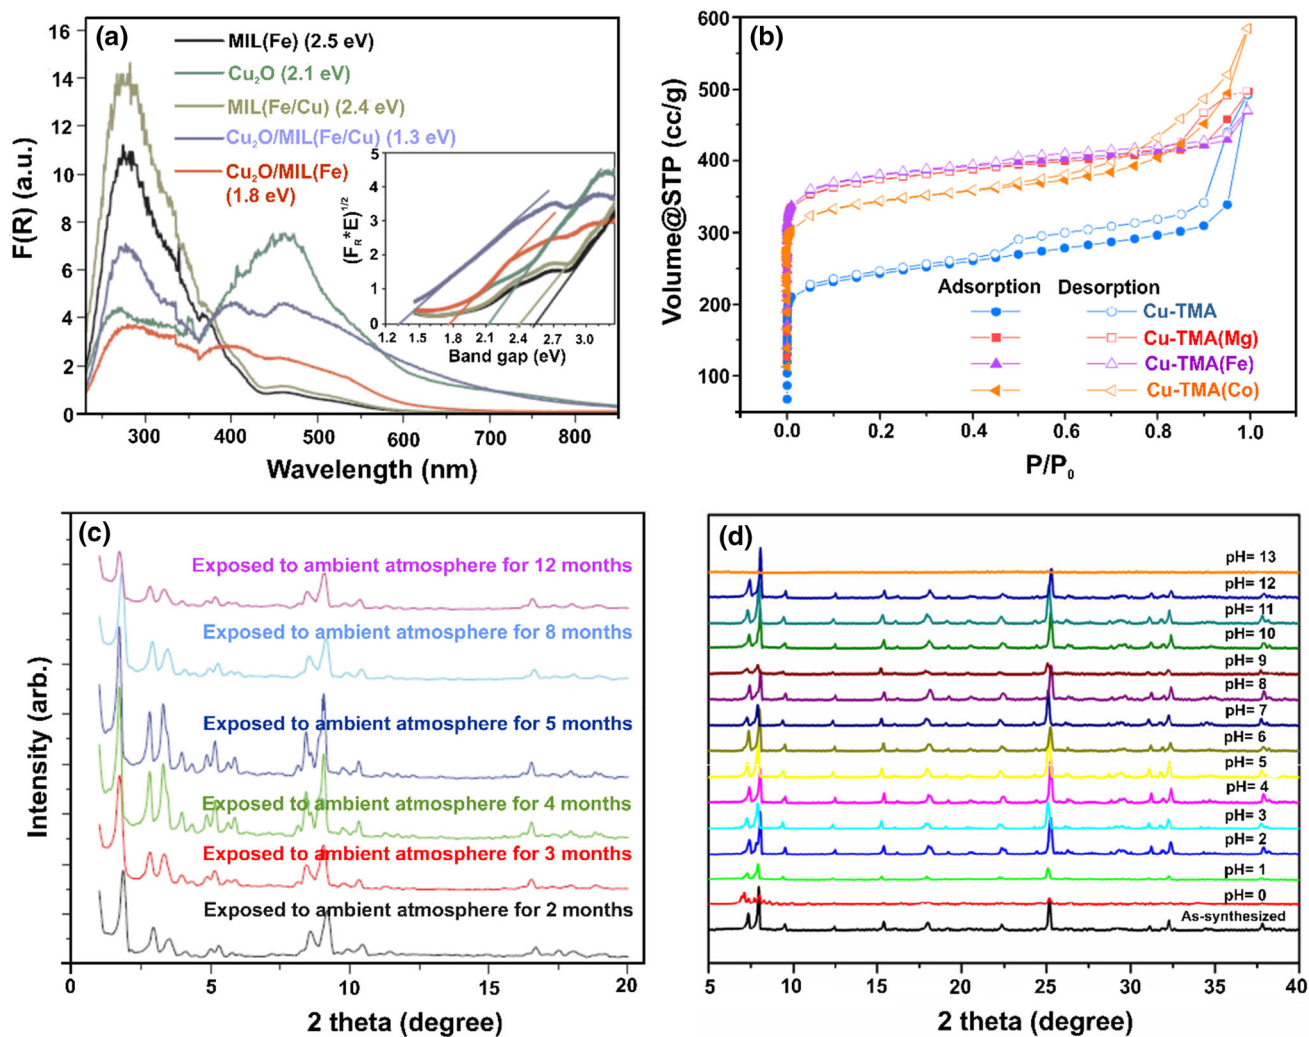 (a)
MIL(Fe) (2.5 eV)
Cu₂O (2.1 eV)
MIL(Fe/Cu) (2.4 eV)
Cu₂O/MIL(Fe/Cu) (1.3 eV)
Cu₂O/MIL(Fe)
(1.8 eV)
F(R) (a.u.)
16
14
12
10
8
6
4
2
0
300 400 500 600 700 800
Wavelength (nm)
(F_R*E)^1/2
5
4
3
2
1
0
1.2 1.5 1.8 2.1 2.4 2.7 3.0
Band gap (eV)
(b)
Volume@STP (cc/g)
600
500
400
300
200
100
Adsorption Desorption
Cu-TMA
Cu-TMA(Mg)
Cu-TMA(Fe)
Cu-TMA(Co)
0.0 0.2 0.4 0.6 0.8 1.0
P/P₀
(c)
Intensity (arb.)
Exposed to ambient atmosphere for 12 months
Exposed to ambient atmosphere for 8 months
Exposed to ambient atmosphere for 5 months
Exposed to ambient atmosphere for 4 months
Exposed to ambient atmosphere for 3 months
Exposed to ambient atmosphere for 2 months
0 5 10 15 20
2 theta (degree)
(d)
pH= 13
pH= 12
pH= 11
pH= 10
pH= 9
pH= 8
pH= 7
pH= 6
pH= 5
pH= 4
pH= 3
pH= 2
pH= 1
pH= 0
As-synthesized
5 10 15 20 25 30 35 40
2 theta (degree)